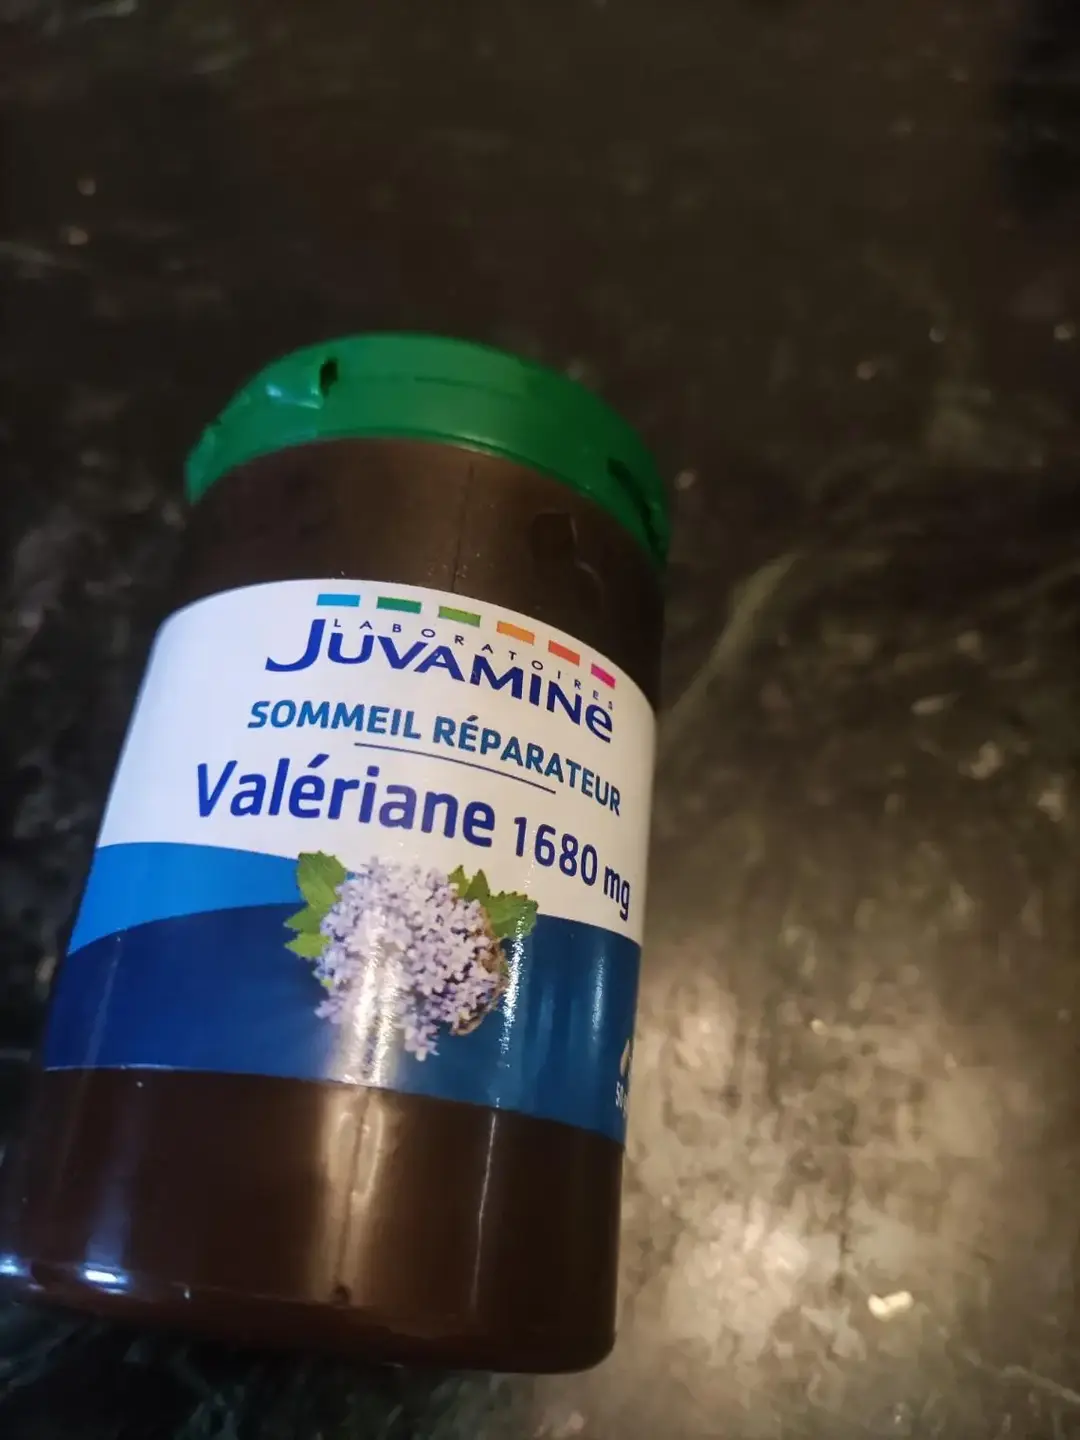 LABORATOIRES
JUVAMINe
SOMMEIL RÉPARATEUR
Valériane 1680 mg